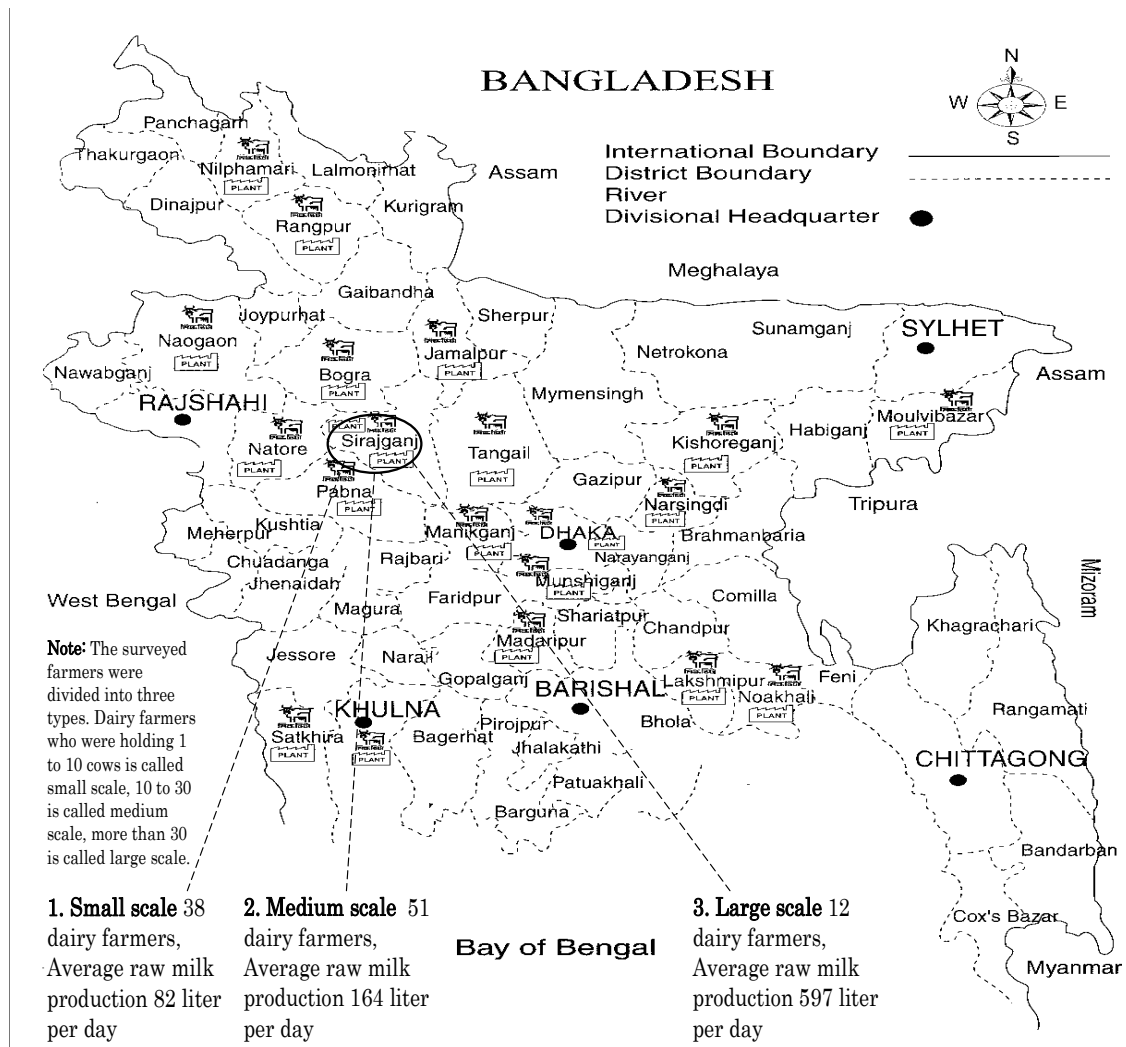 BANGLADESH
N
W E
S
International Boundary
District Boundary
River
Divisional Headquarter
Panchagarh
Thakurgaon
Nilphamari
PLANT
Lalmonirhat
Assam
Dinajpur
Rangpur
PLANT
Kurigram
Meghalaya
Gaibandha
Joypurhat
Sherpur
Sunamganj
SYLHET
Naogaon
PLANT
Jamalpur
PLANT
Netrokona
Nawabganj
Bogra
PLANT
Assam
RAJSHAHI
Mymensingh
Moulvibazar
PLANT
PLANT
Sirajganj
PLANT
Natore
PLANT
Tangail
PLANT
Kishoreganj
PLANT
Habiganj
Gazipur
Pabna
PLANT
Narsingdi
PLANT
Tripura
Meherpur
Kushtia
Manikganj
PLANT
DHAKA
PLANT
Brahmanbaria
Chuadanga
Rajbari
Narayanganj
Jhenaidah
Munshiganj
PLANT
Mizoram
West Bengal
Magura
Faridpur
Comilla
Shariatpur
Chandpur
Khagrachari
Madaripur
PLANT
Jessore
Narail
Gopalganj
Lakshmipur
PLANT
Noakhali
PLANT
Feni
BARISHAL
KHULNA
PLANT
Satkhira
PLANT
Bagerhat
Pirojpur
Bhola
Rangamati
Jhalakathi
CHITTAGONG
Patuakhali
Barguna
Bandarban
Cox's Bazar
Myanmar
Bay of Bengal
Note: The surveyed
farmers were
divided into three
types. Dairy farmers
who were holding 1
to 10 cows is called
small scale, 10 to 30
is called medium
scale, more than 30
is called large scale.
1. Small scale 38
dairy farmers,
Average raw milk
production 82 liter
per day
2. Medium scale 51
dairy farmers,
Average raw milk
production 164 liter
per day
3. Large scale 12
dairy farmers,
Average raw milk
production 597 liter
per day